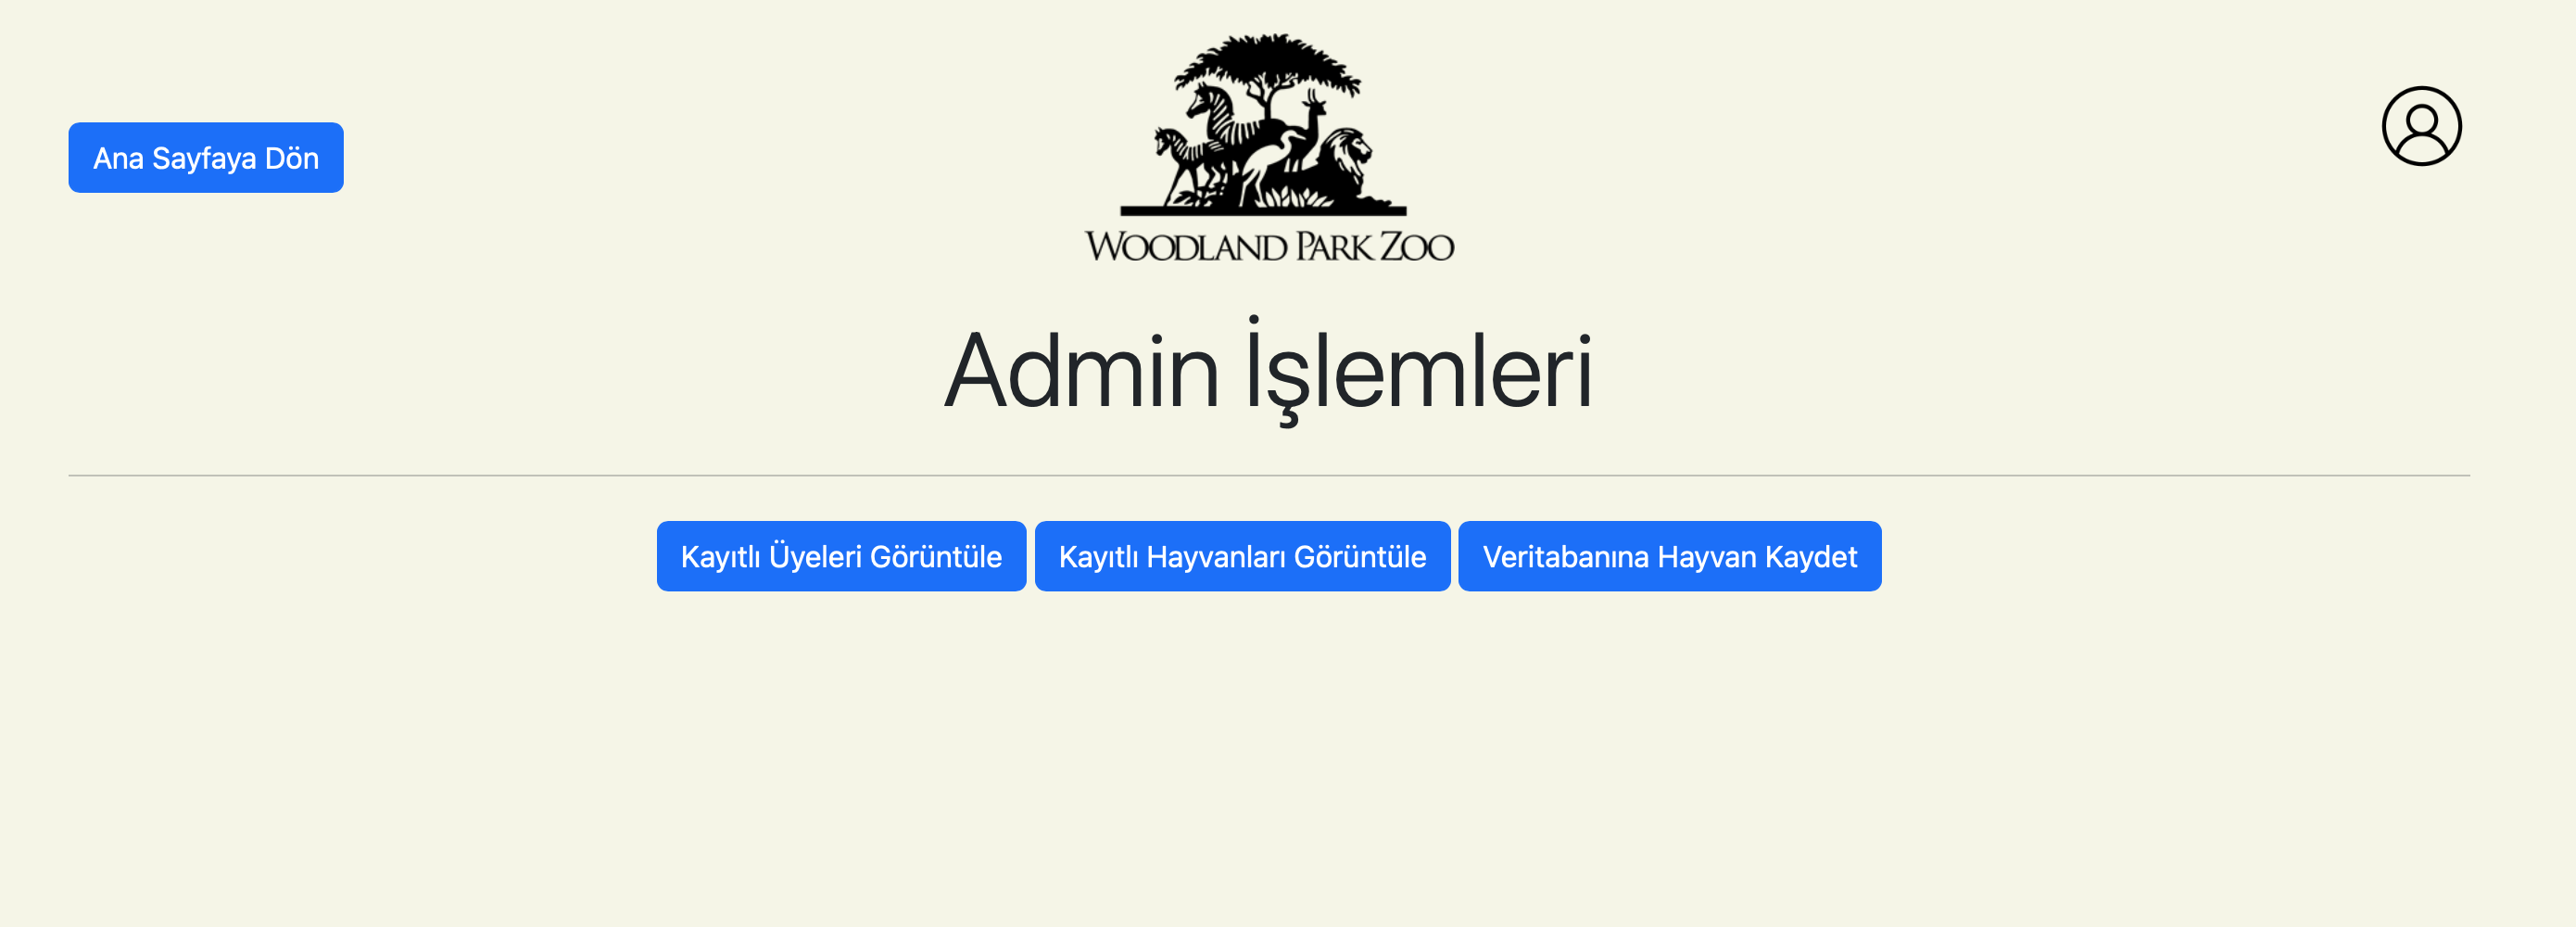 Ana Sayfaya Dön
WOODLAND PARK ZOO
Admin İşlemleri
Kayıtlı Üyeleri Görüntüle
Kayıtlı Hayvanları Görüntüle
Veritabanına Hayvan Kaydet